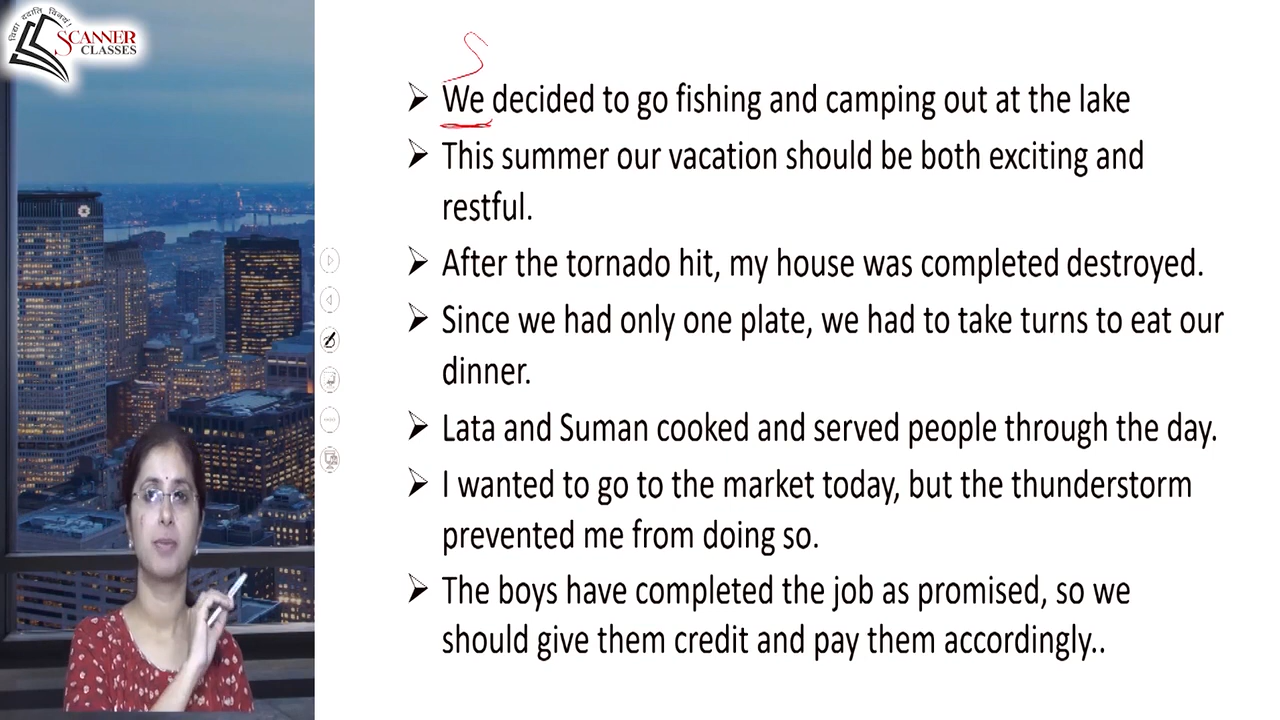 विद्या ददाति विनयं।
SCANNER
CLASSES
S
We decided to go fishing and camping out at the lake
This summer our vacation should be both exciting and
restful.
After the tornado hit, my house was completed destroyed.
Since we had only one plate, we had to take turns to eat our
dinner.
Lata and Suman cooked and served people through the day.
I wanted to go to the market today, but the thunderstorm
prevented me from doing so.
The boys have completed the job as promised, so we
should give them credit and pay them accordingly..